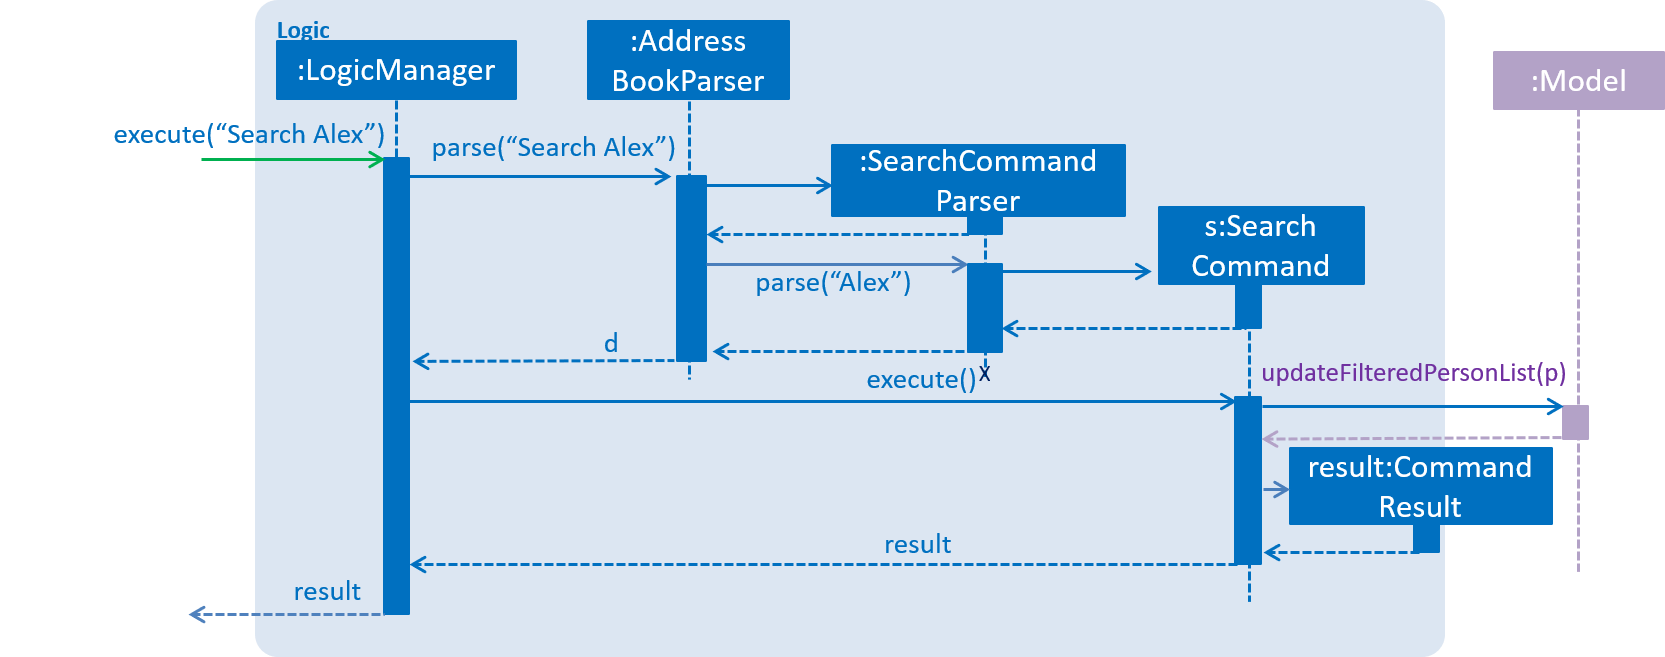 Logic
:LogicManager
:Address
BookParser
:Model
execute(“Search Alex”)
parse(“Search Alex”)
:SearchCommand
Parser
s:Search
Command
parse(“Alex”)
d
execute()
X
updateFilteredPersonList(p)
result:Command
Result
result
result